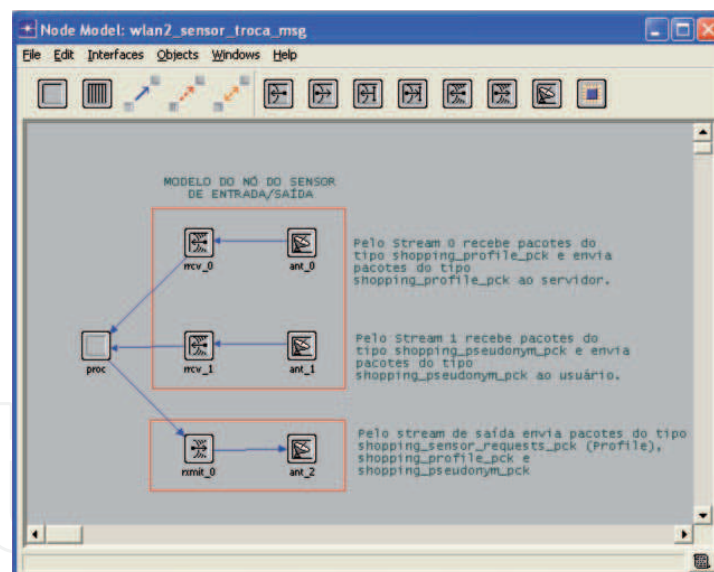 Node Model: wlan2_sensor_troca_msg
File Edit Interfaces Objects Windows Help
MODELO DO NÓ DO SENSOR
DE ENTRADA/SAÍDA
rrcv_0
ant_0
Pelo Stream 0 recebe pacotes do
tipo shopping_profile_pck e envia
pacotes do tipo
shopping_profile_pck ao servidor.
proc
rrcv_1
ant_1
Pelo Stream 1 recebe pacotes do
tipo shopping_pseudonym_pck e envia
pacotes do tipo
shopping_pseudonym_pck ao usuário.
rxmit_0
ant_2
Pelo stream de saída envia pacotes do tipo
shopping_sensor_requests_pck (Profile),
shopping_profile_pck e
shopping_pseudonym_pck